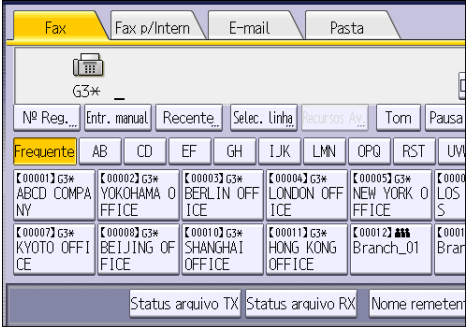 Fax Fax p/Intern E-mail Pasta
G3* _
Nº Reg. Entr. manual Recente Selec. linha Recursos Av. Tom Pausa
Frequente AB CD EF GH IJK LMN OPQ RST UV
【00001】G3* 【00002】G3* 【00010】G3* 【00004】G3* 【00005】G3* 【0000
ABCD COMPA YOKOHAMA O BERLIN OFF LONDON OFF NEW YORK O LOS
NY FFICE ICE ICE FFICE S
【00007】G3* 【00008】G3* 【00003】G3* 【00011】G3* 【00012】 【0001
KYOTO OFFI BEIJING OF SHANGHAI HONG KONG Branch_01 Bran
CE FICE OFFICE OFFICE
Status arquivo TX Status arquivo RX Nome remeten